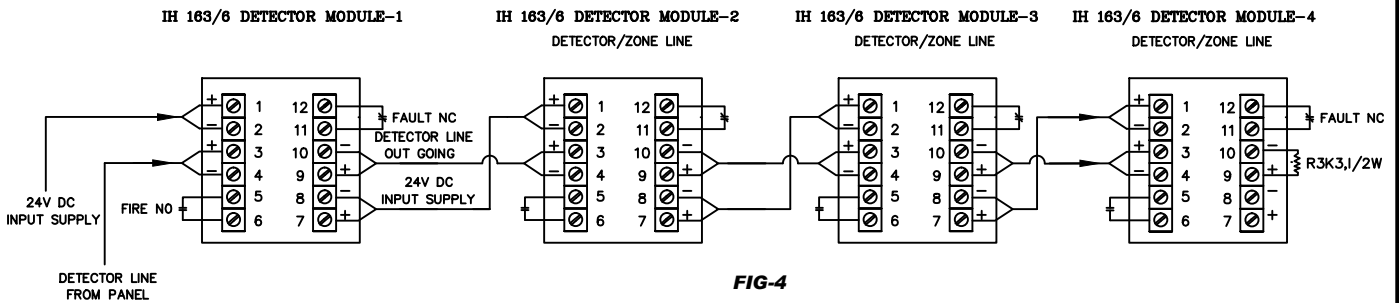 IH 163/6 DETECTOR MODULE-1
IH 163/6 DETECTOR MODULE-2
DETECTOR/ZONE LINE
IH 163/6 DETECTOR MODULE-3
DETECTOR/ZONE LINE
IH 163/6 DETECTOR MODULE-4
DETECTOR/ZONE LINE
24V DC
INPUT SUPPLY
DETECTOR LINE
FROM PANEL
FIRE NO
+ 1 12
- 2 11
+ 3 10 -
- 4 9 +
5 8 -
6 7 +
FAULT NC
DETECTOR LINE
OUT GOING
24V DC
INPUT SUPPLY
+ 1 12
- 2 11
+ 3 10 -
- 4 9 +
5 8 -
6 7 +
+ 1 12
- 2 11
+ 3 10 -
- 4 9 +
5 8 -
6 7 +
+ 1 12
- 2 11
+ 3 10 -
- 4 9 +
5 8 -
6 7 +
FAULT NC
R3K3,1/2W
FIG-4